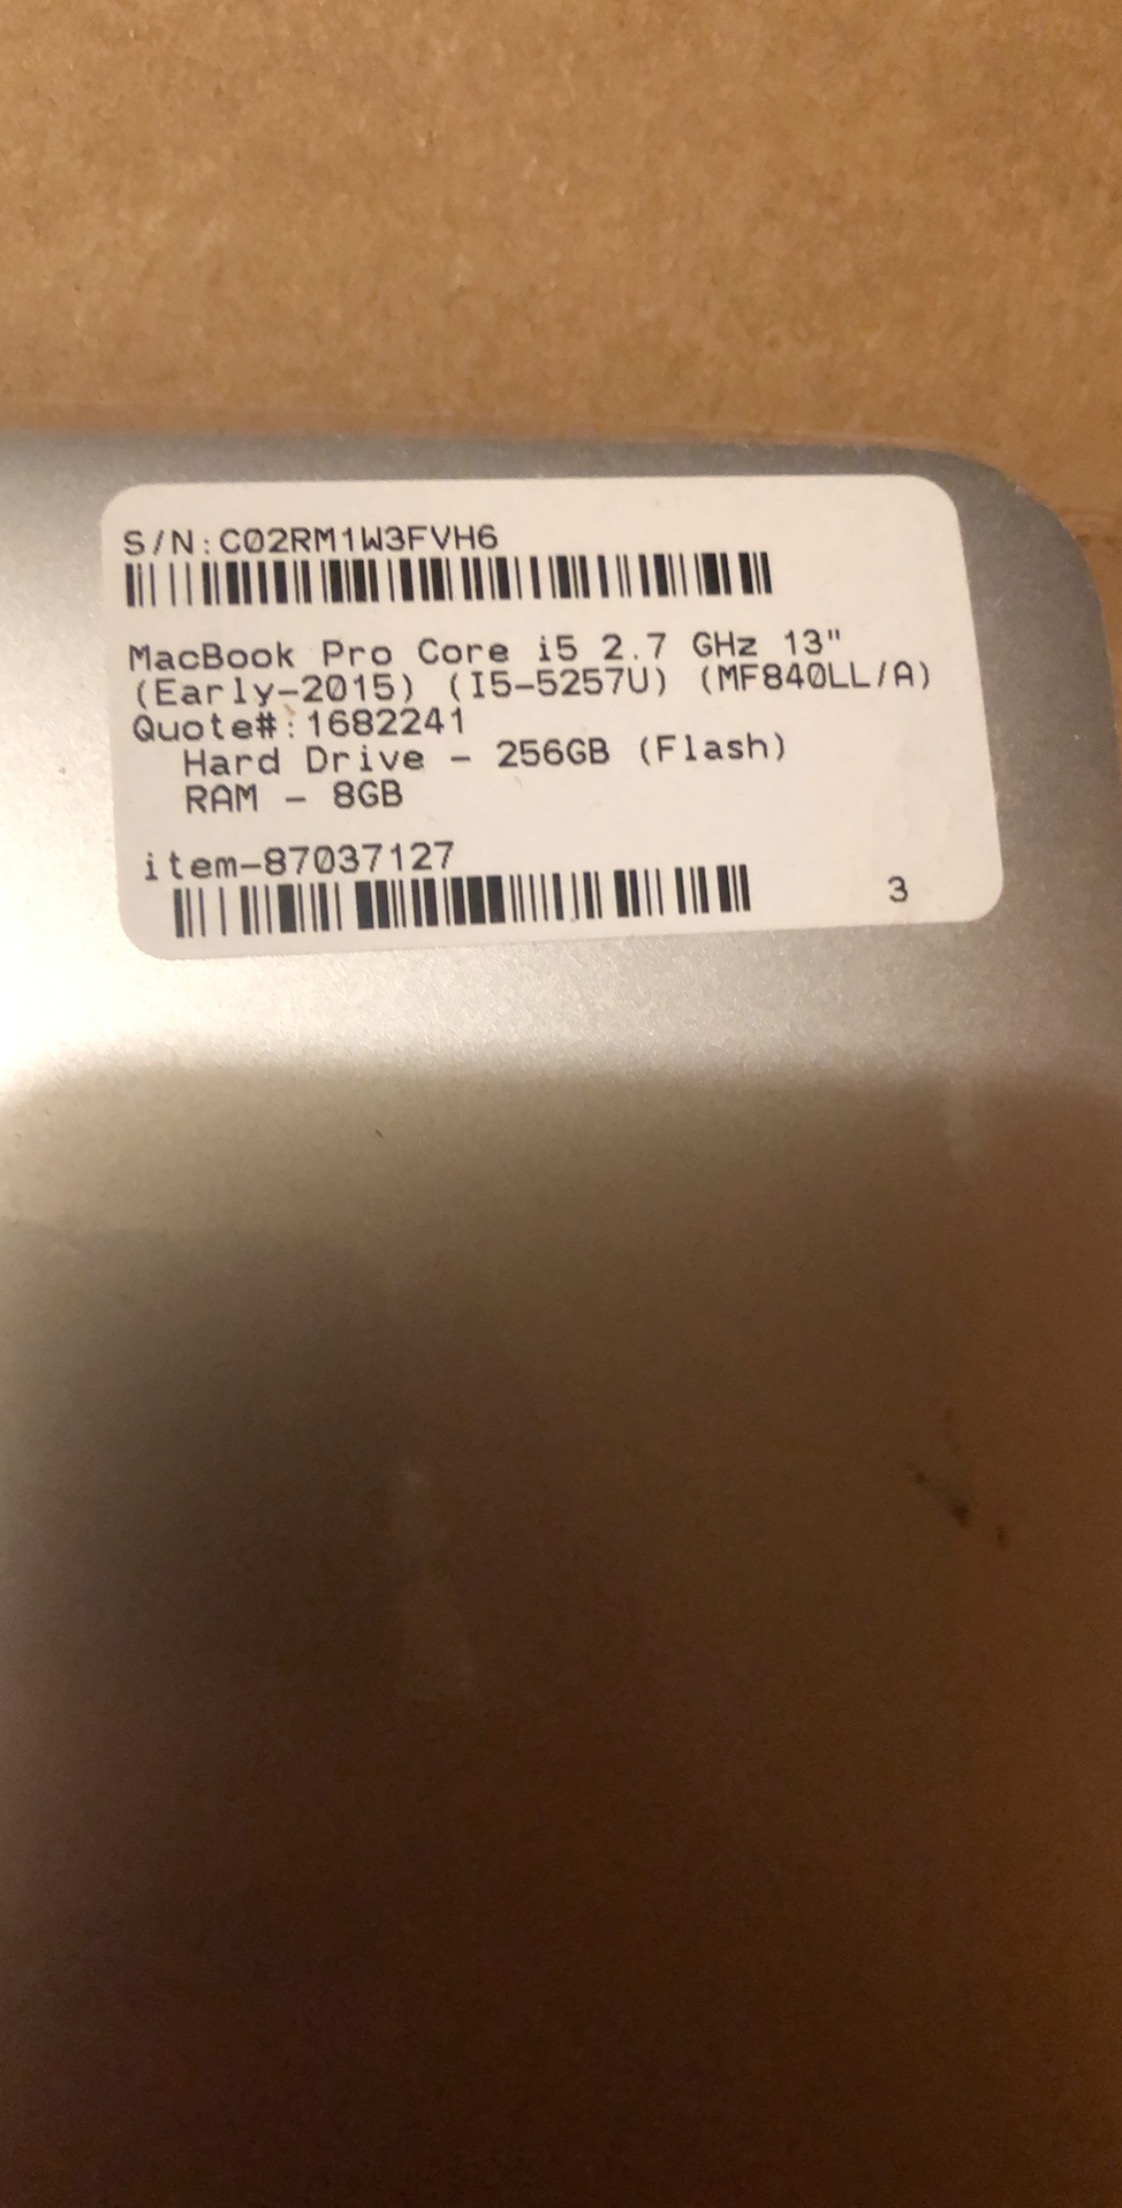 S/N:C02RM1W3FVH6
MacBook Pro Core i5 2.7 GHz 13"
(Early-2015) (I5-5257U) (MF840LL/A)
Quote#:1682241
Hard Drive - 256GB (Flash)
RAM - 8GB
item-87037127
3